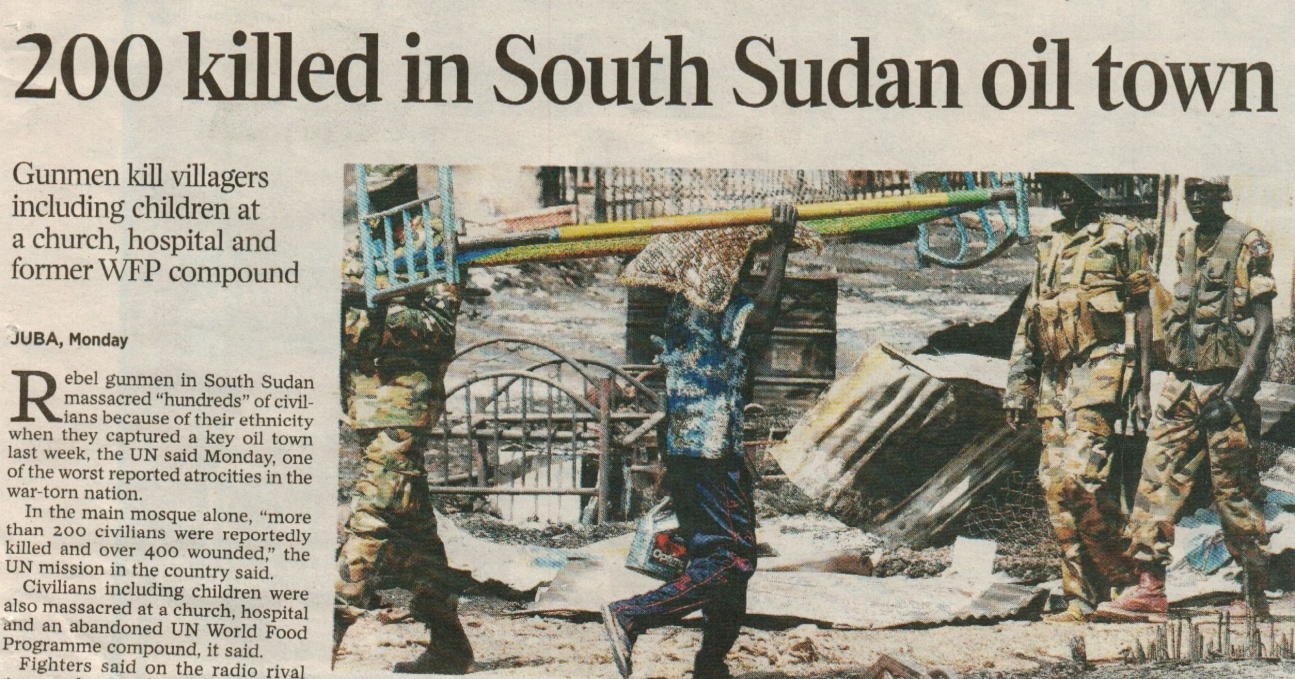 200 killed in South Sudan oil town
Gunmen kill villagers
including children at
a church, hospital and
former WFP compound
JUBA, Monday
Rebel gunmen in South Sudan
massacred “hundreds” of civil-
ians because of their ethnicity
when they captured a key oil town
last week, the UN said Monday, one
of the worst reported atrocities in the
war-torn nation.
In the main mosque alone, “more
than 200 civilians were reportedly
killed and over 400 wounded,” the
UN mission in the country said.
Civilians including children were
also massacred at a church, hospital
and an abandoned UN World Food
Programme compound, it said.
Fighters said on the radio rival